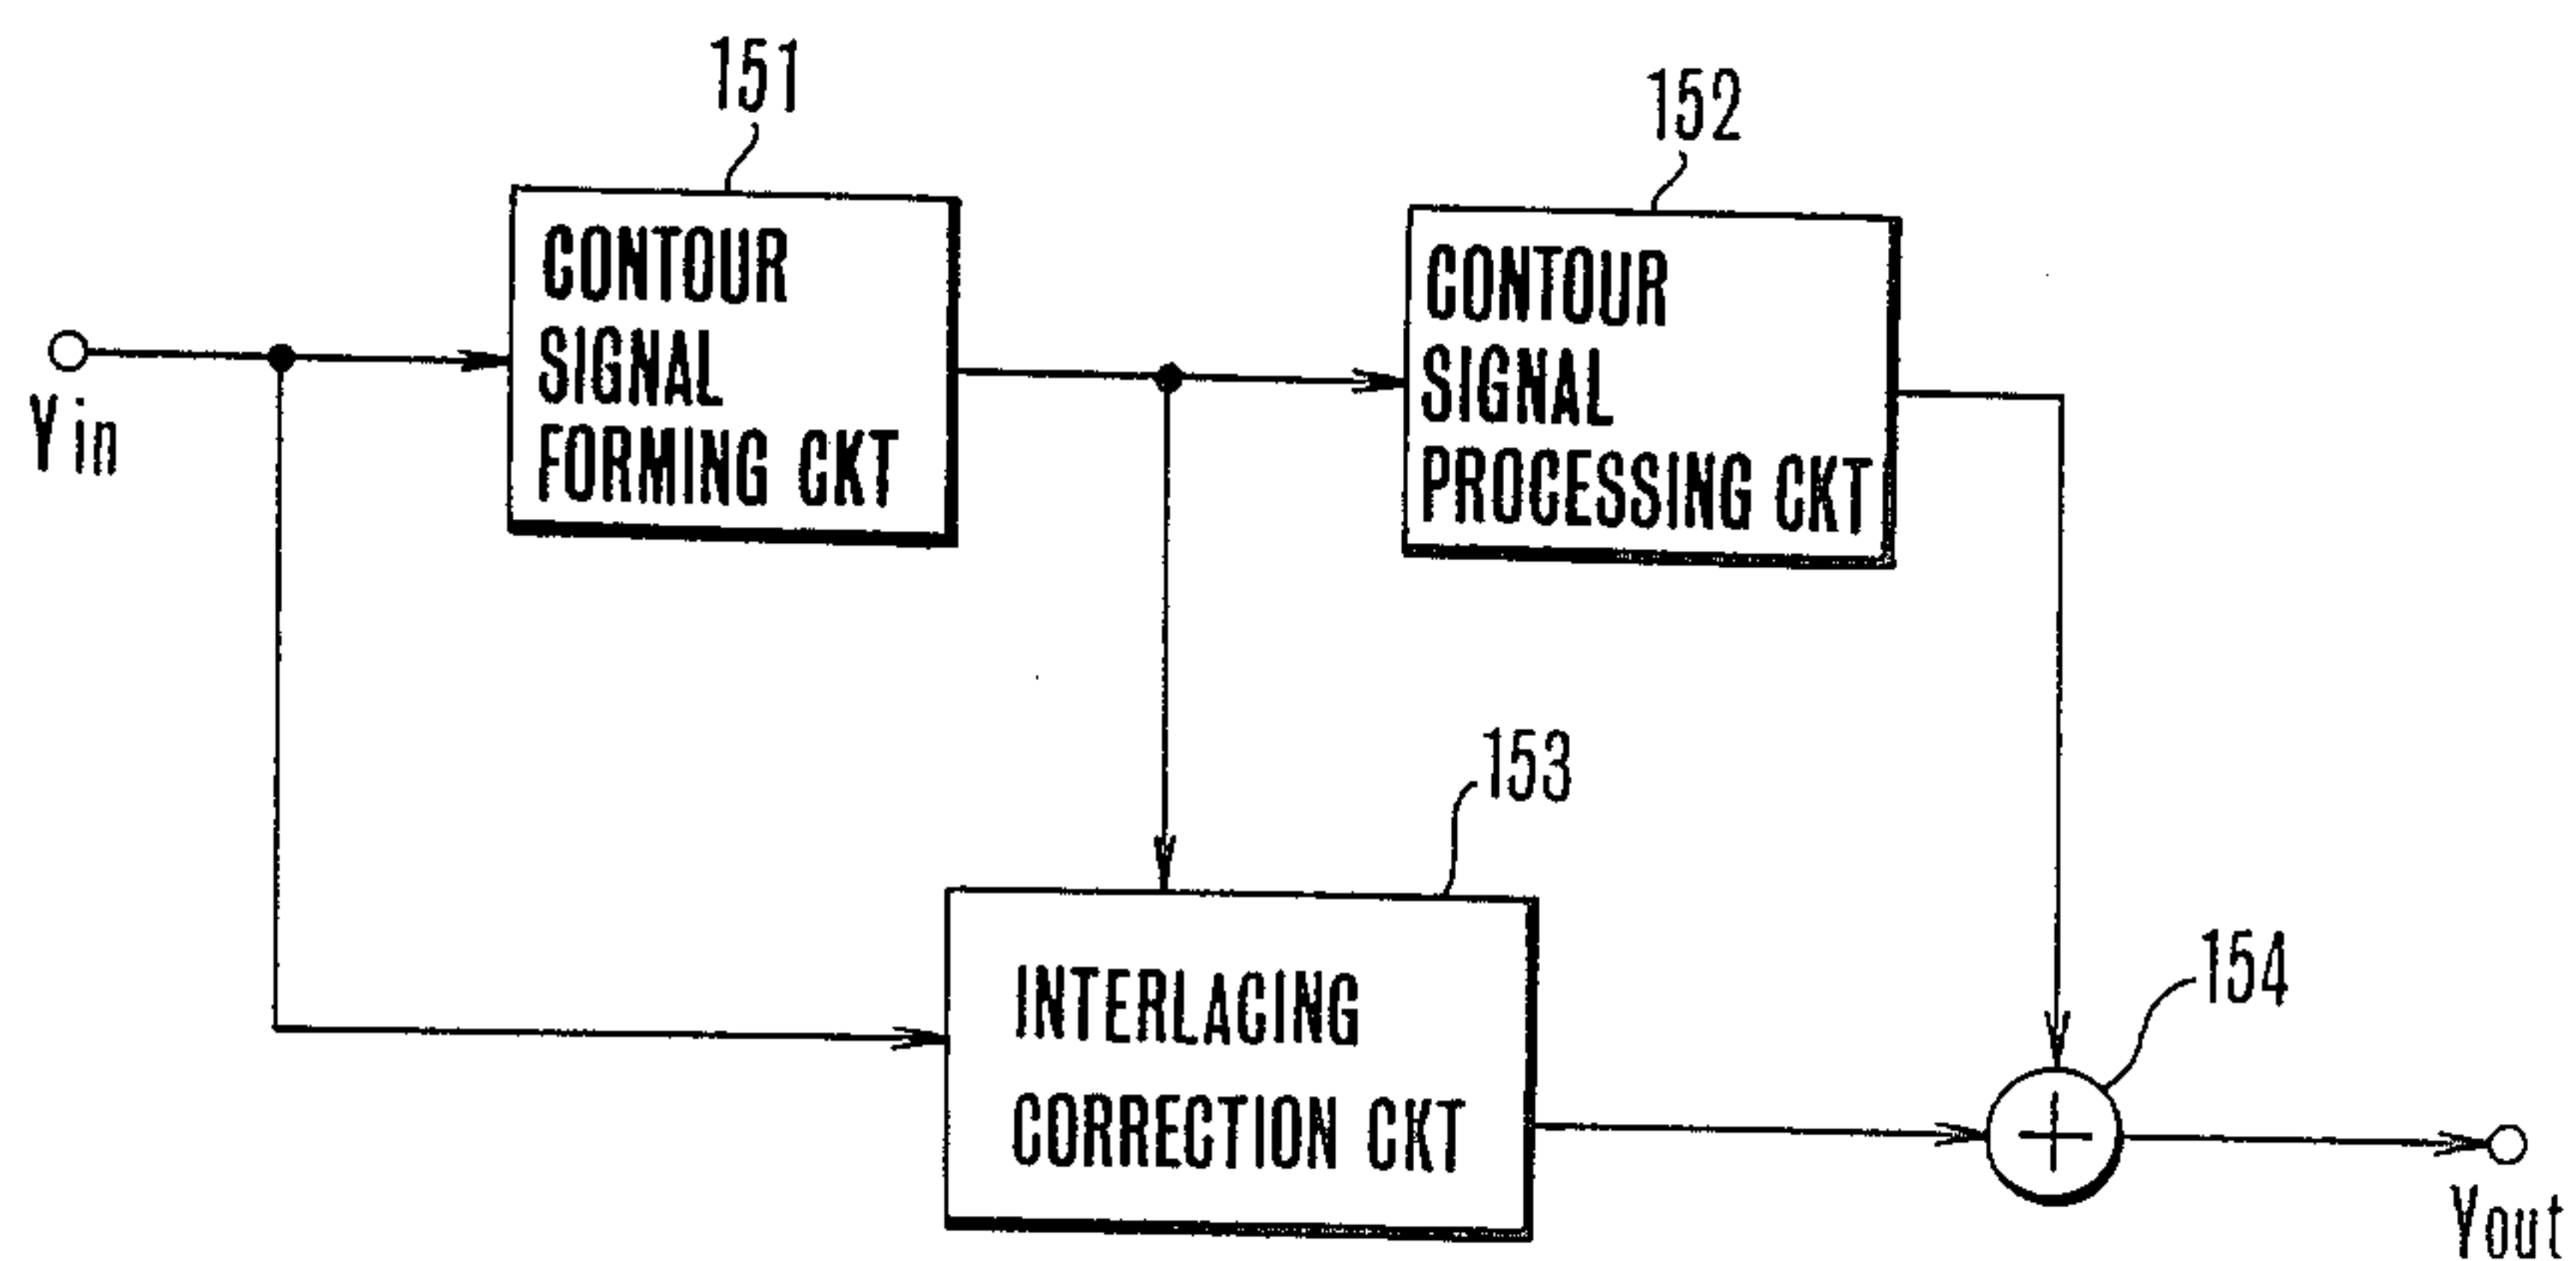 151
152
CONTOUR
SIGNAL
FORMING CKT
CONTOUR
SIGNAL
PROCESSING CKT
Yin
153
INTERLACING
CORRECTION CKT
154
Yout